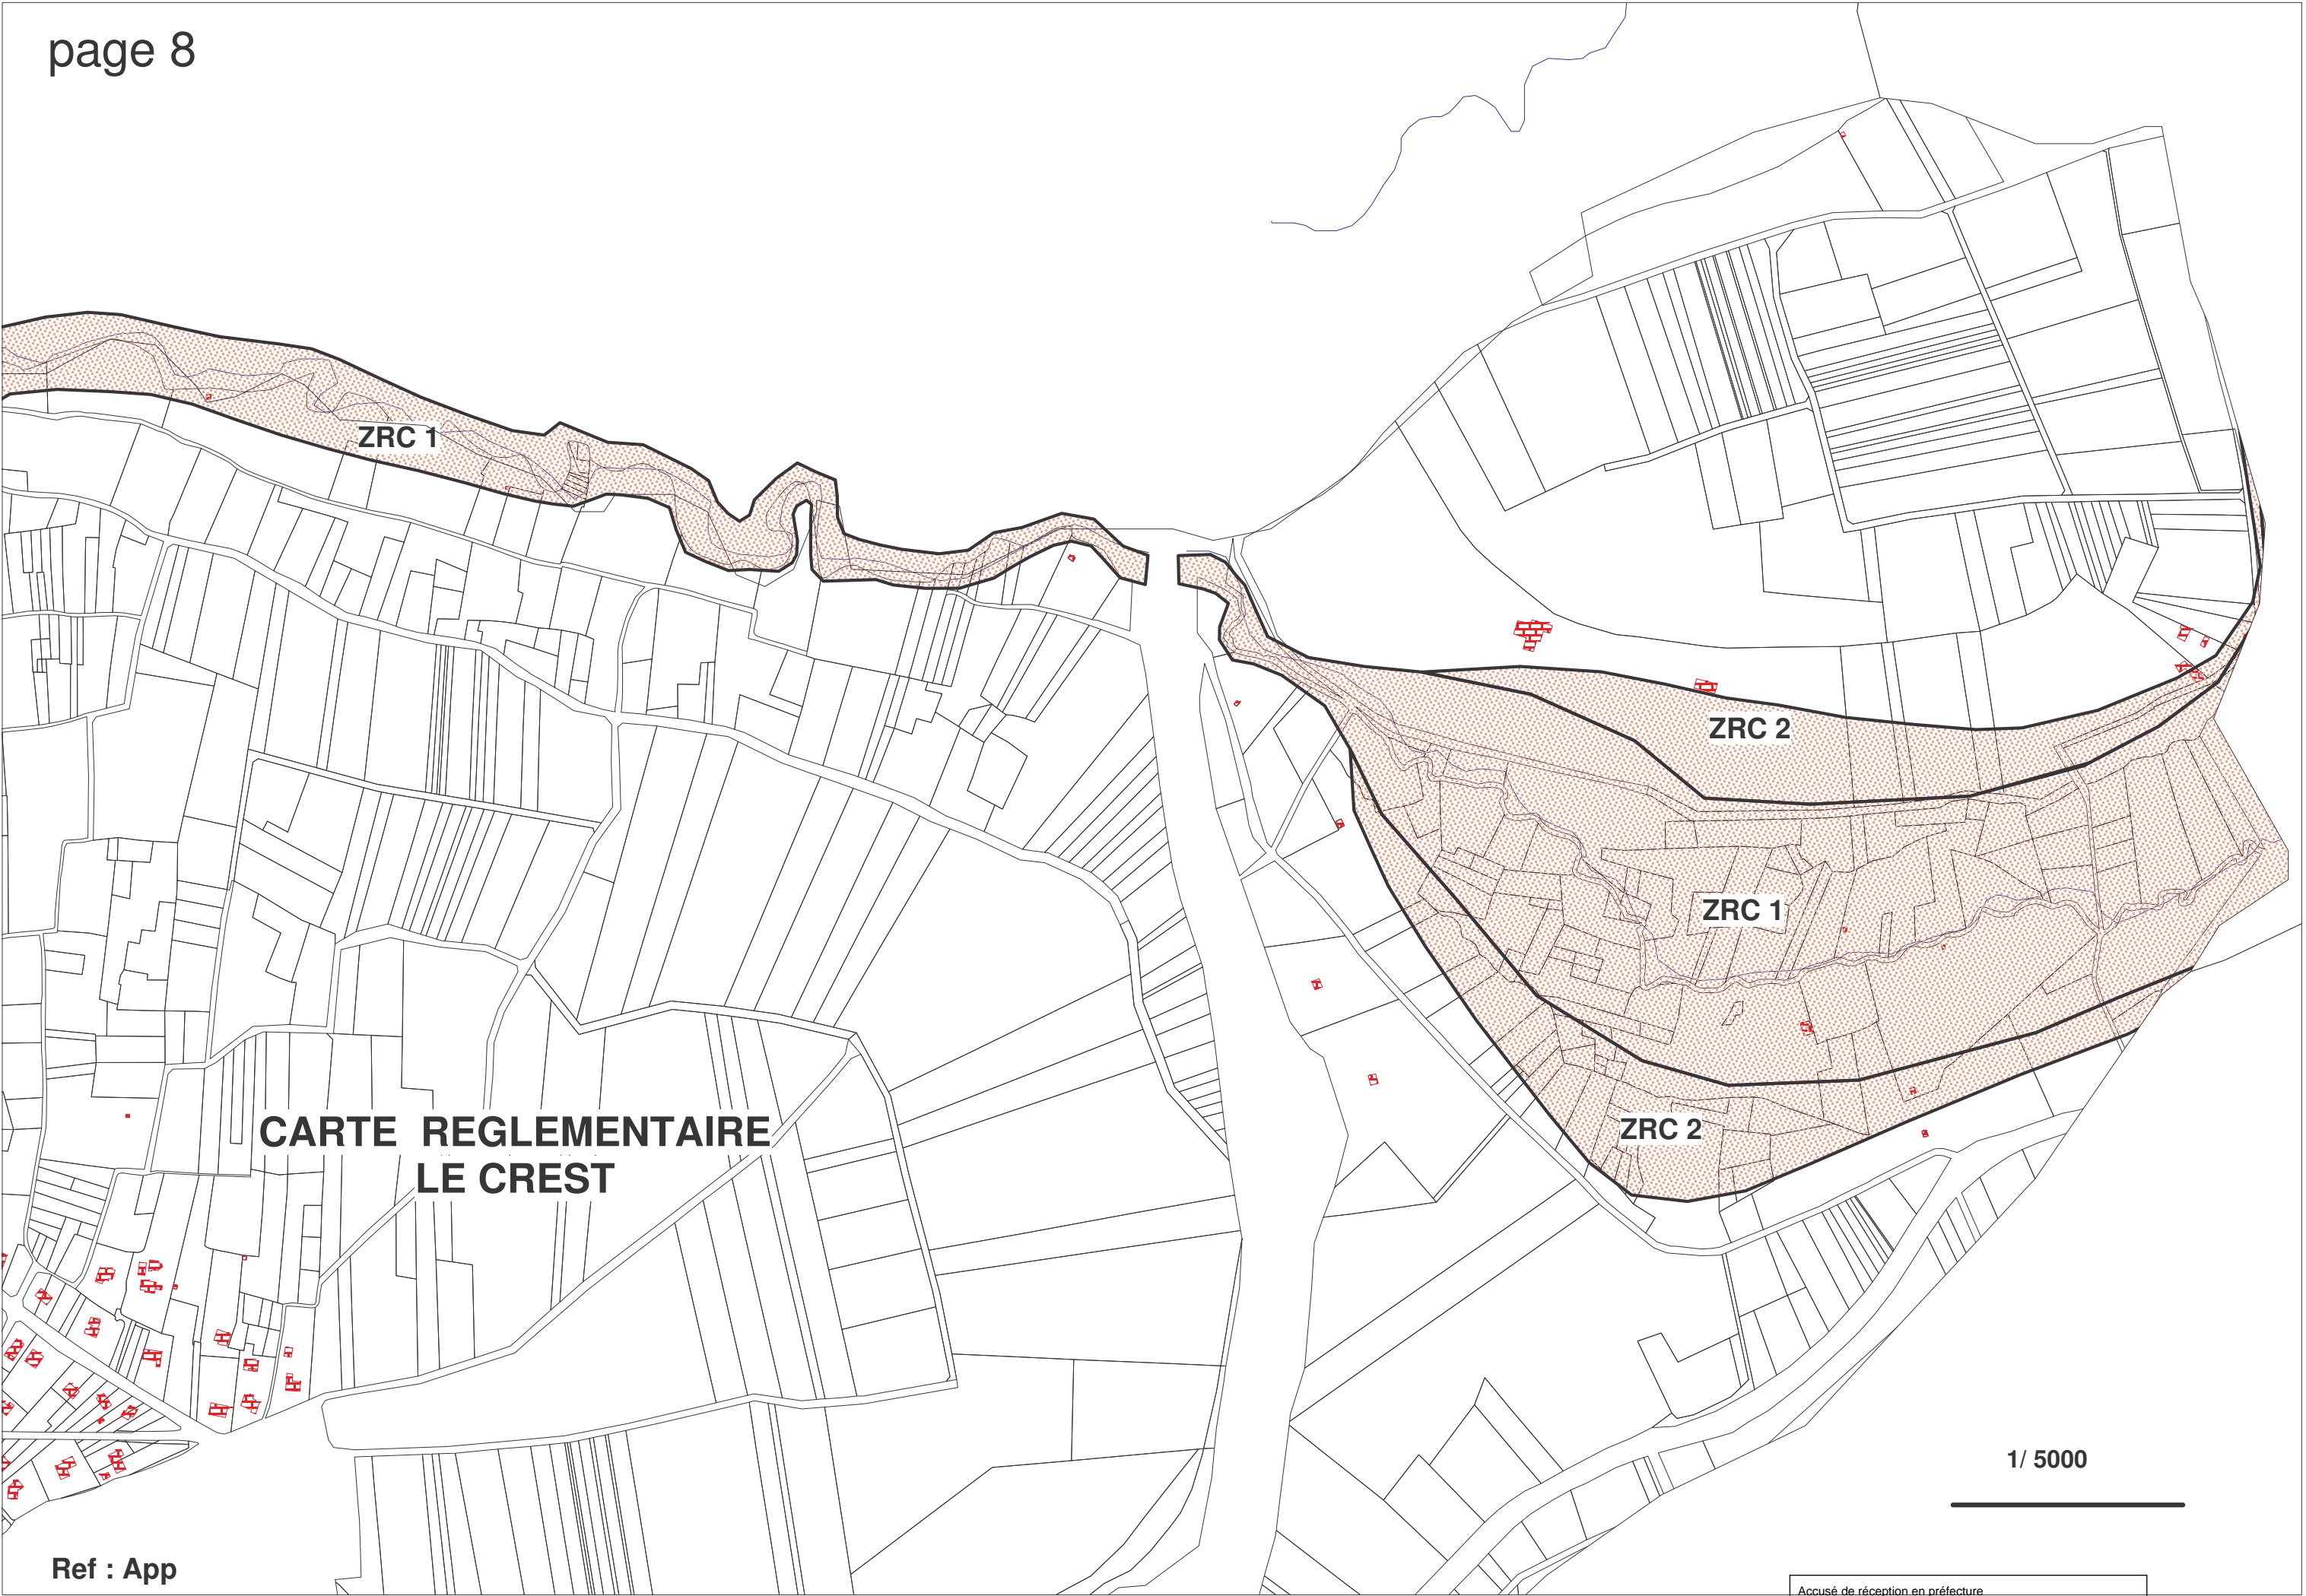 page 8
ZRC 1
ZRC 2
ZRC 1
ZRC 2
CARTE REGLEMENTAIRE
LE CREST
1/ 5000
Ref : App
Accusé de réception en préfecture